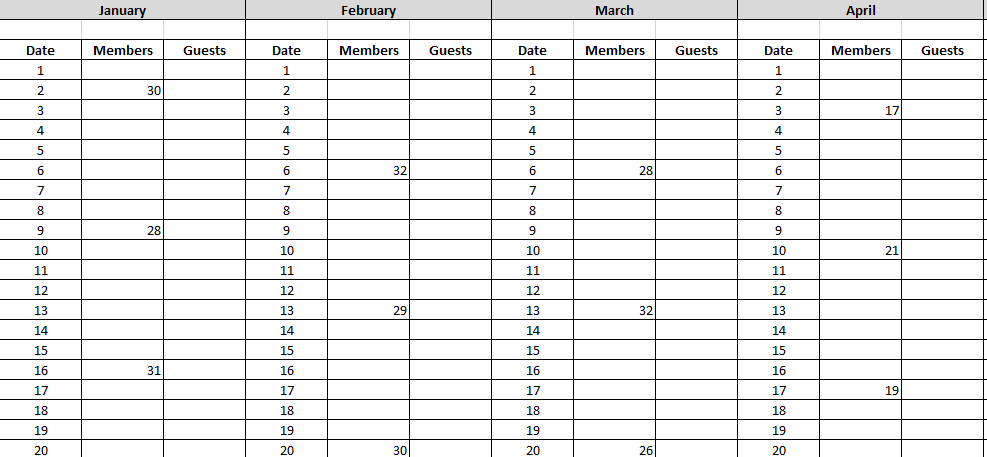 January February March April
Date Members Guests Date Members Guests Date Members Guests Date Members Guests
1 1 1 1
2 30 2 2 2
3 3 3 3 17
4 4 4 4
5 5 5 5
6 6 32 6 28 6
7 7 7 7
8 8 8 8
9 28 9 9 9
10 10 10 10 21
11 11 11 11
12 12 12 12
13 13 29 13 32 13
14 14 14 14
15 15 15 15
16 31 16 16 16
17 17 17 17 19
18 18 18 18
19 19 19 19
20 20 30 20 26 20